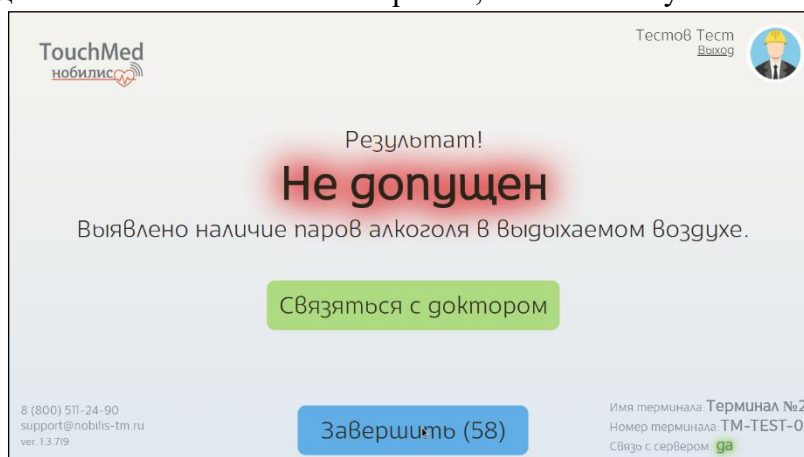 TouchMed
нобилис
Тестов Тест
Выход
Результат!
Не допущен
Выявлено наличие паров алкоголя в выдыхаемом воздухе.
Связяться с доктором
Завершить (58)
8 (800) 511-24-90
support@nobilis-tm.ru
ver. 1.3.719
Имя терминала: Терминал №2
Номер терминала: TM-TEST-0
Связь с сервером: да